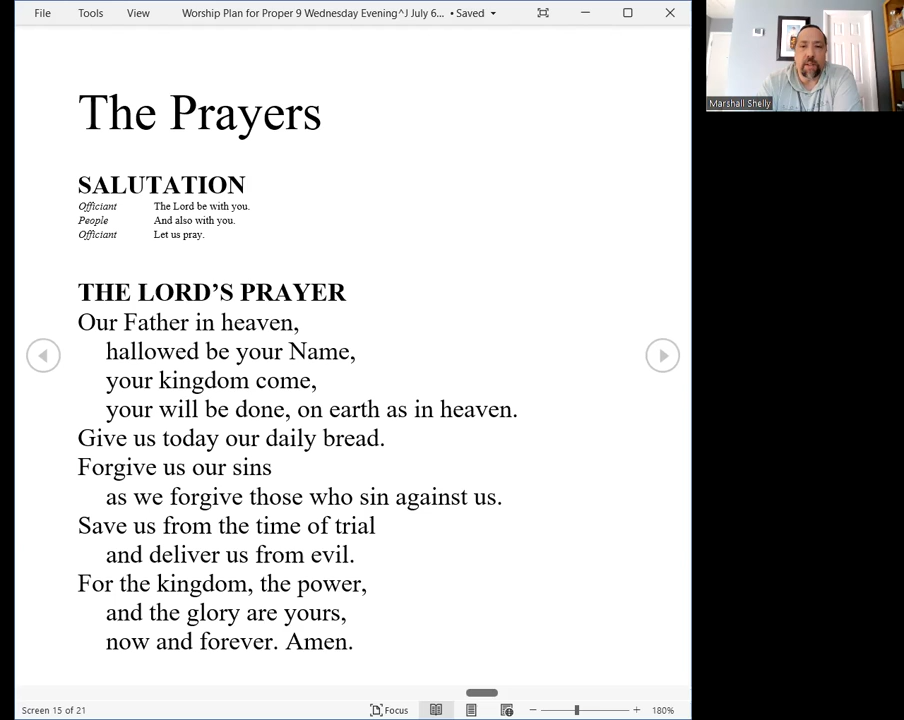 File Tools View Worship Plan for Proper 9 Wednesday Evening^J July 6... • Saved
Marshall Shelly
The Prayers
SALUTATION
Officiant The Lord be with you.
People And also with you.
Officiant Let us pray.
THE LORD'S PRAYER
Our Father in heaven,
hallowed be your Name,
your kingdom come,
your will be done, on earth as in heaven.
Give us today our daily bread.
Forgive us our sins
as we forgive those who sin against us.
Save us from the time of trial
and deliver us from evil.
For the kingdom, the power,
and the glory are yours,
now and forever. Amen.
Screen 15 of 21 Focus 180%